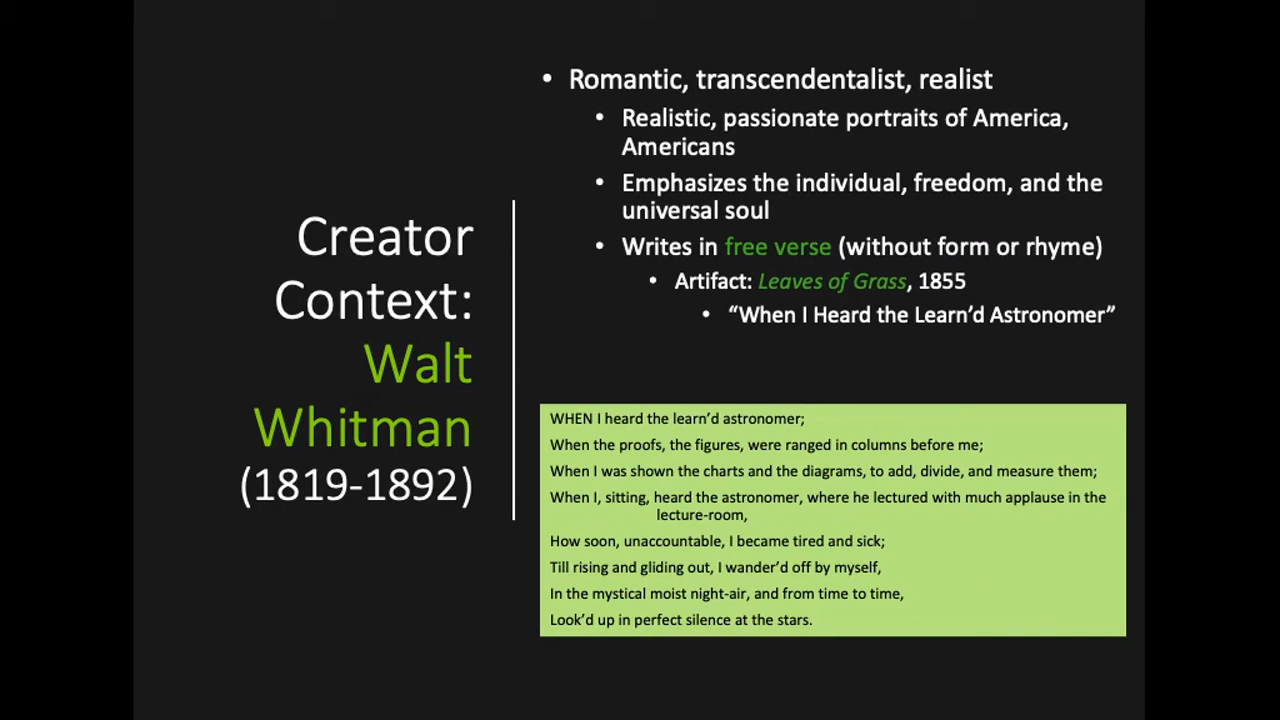 Creator
Context:
Walt
Whitman
(1819-1892)
• Romantic, transcendentalist, realist
• Realistic, passionate portraits of America,
Americans
• Emphasizes the individual, freedom, and the
universal soul
• Writes in free verse (without form or rhyme)
• Artifact: Leaves of Grass, 1855
• “When I Heard the Learn’d Astronomer”
WHEN I heard the learn’d astronomer;
When the proofs, the figures, were ranged in columns before me;
When I was shown the charts and the diagrams, to add, divide, and measure them;
When I, sitting, heard the astronomer, where he lectured with much applause in the
lecture-room,
How soon, unaccountable, I became tired and sick;
Till rising and gliding out, I wander’d off by myself,
In the mystical moist night-air, and from time to time,
Look’d up in perfect silence at the stars.